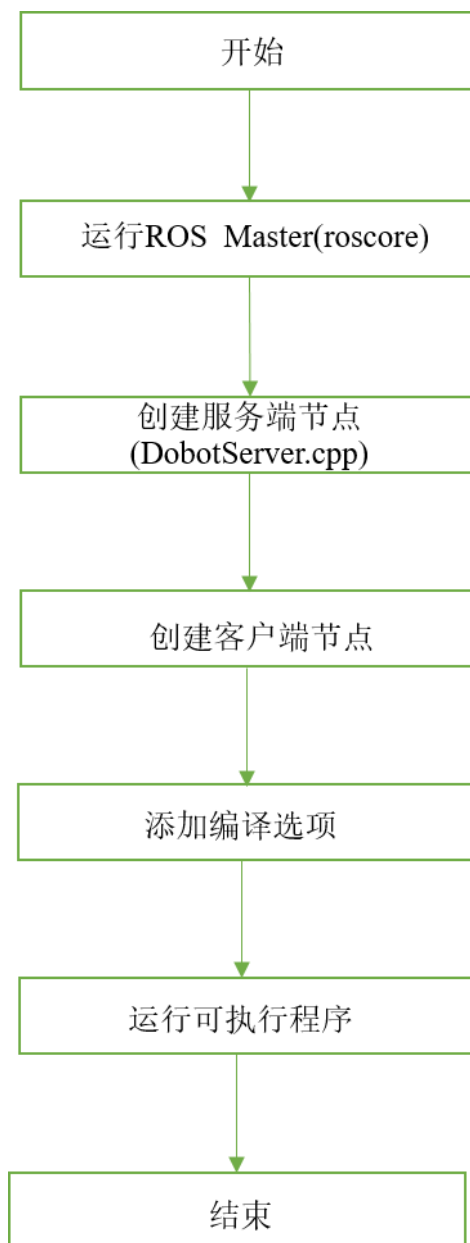 开始
运行ROS Master(roscore)
创建服务端节点
(DobotServer.cpp)
创建客户端节点
添加编译选项
运行可执行程序
结束